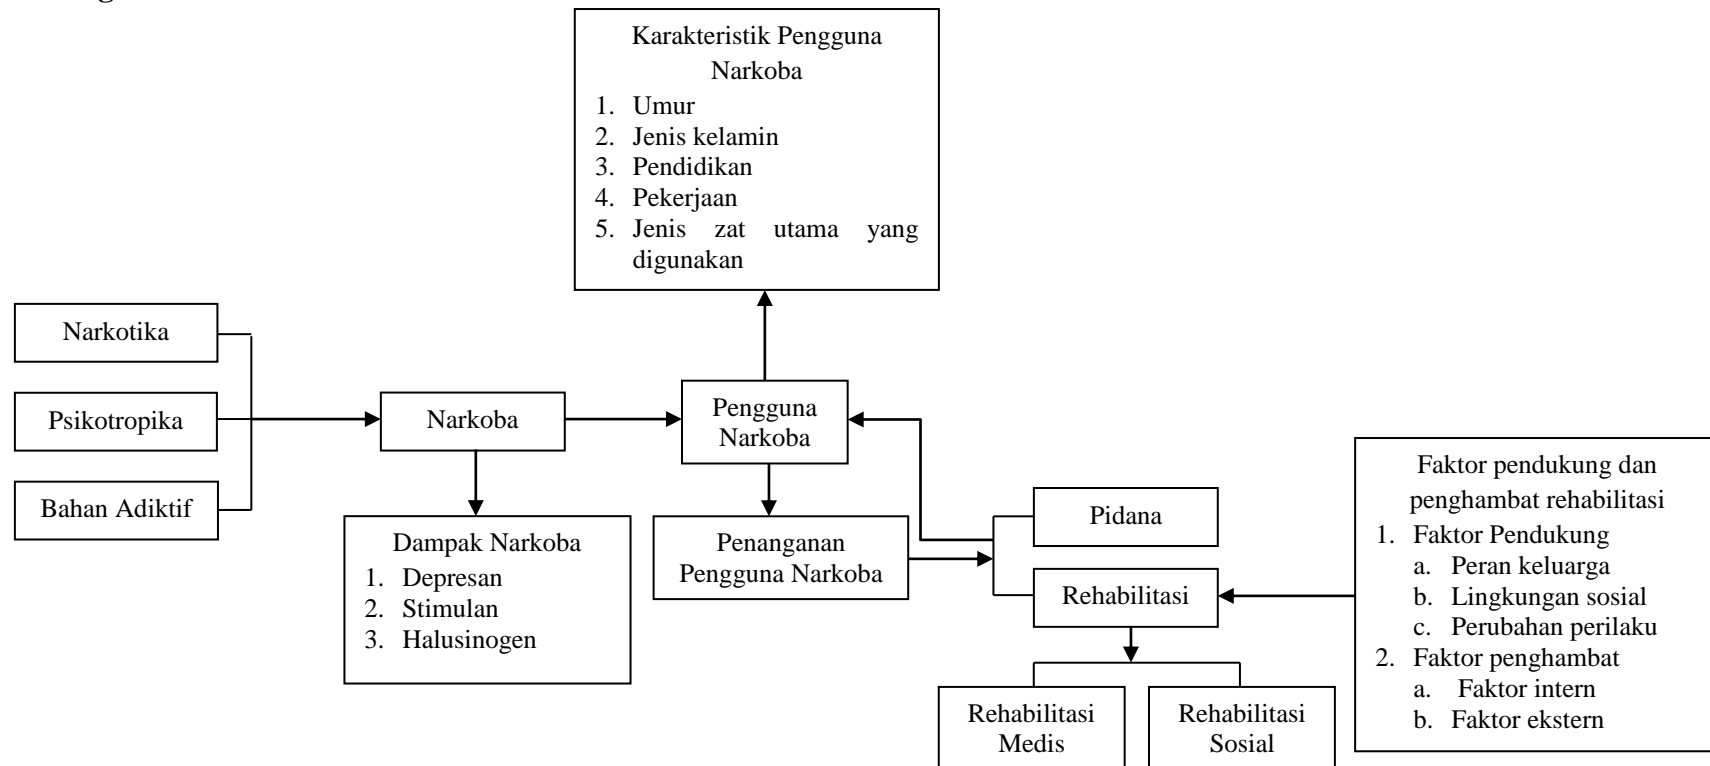 Karakteristik Pengguna
Narkoba
1. Umur
2. Jenis kelamin
3. Pendidikan
4. Pekerjaan
5. Jenis zat utama yang
digunakan
Narkotika
Psikotropika
Bahan Adiktif
Narkoba
Pengguna
Narkoba
Dampak Narkoba
1. Depresan
2. Stimulan
3. Halusinogen
Penanganan
Pengguna Narkoba
Pidana
Rehabilitasi
Rehabilitasi
Medis
Rehabilitasi
Sosial
Faktor pendukung dan
penghambat rehabilitasi
1. Faktor Pendukung
a. Peran keluarga
b. Lingkungan sosial
c. Perubahan perilaku
2. Faktor penghambat
a. Faktor intern
b. Faktor ekstern